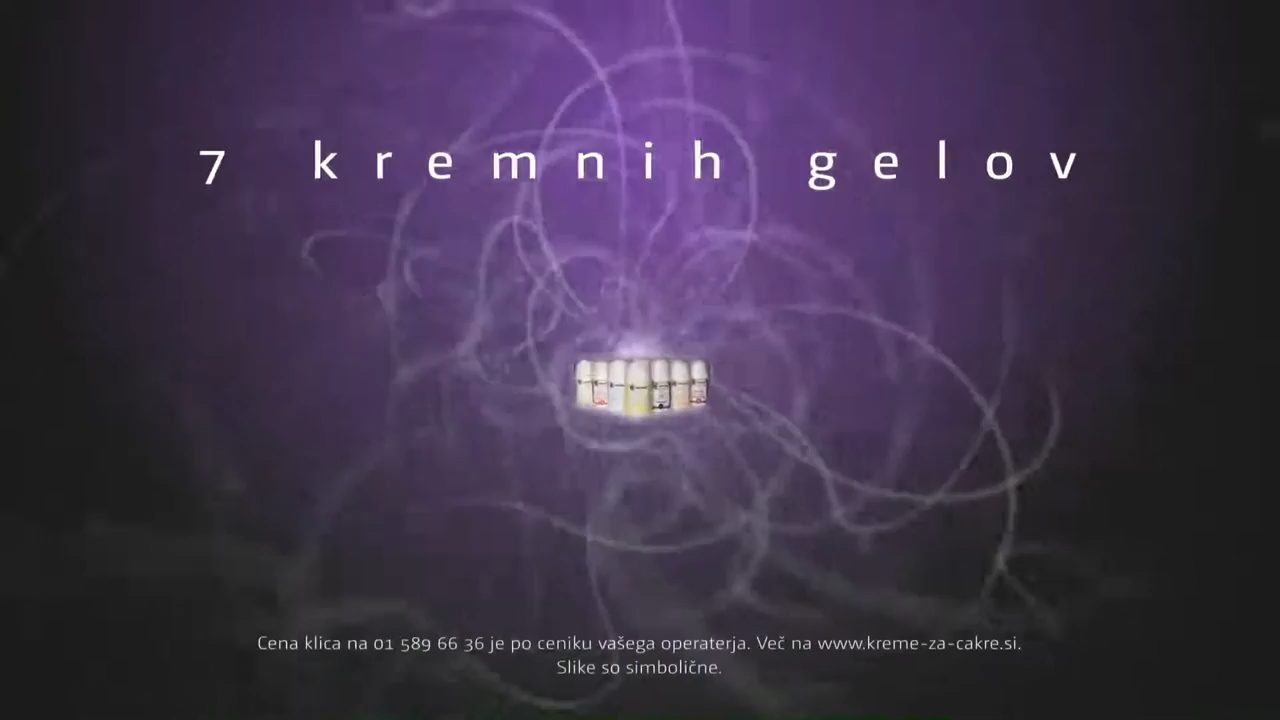 7 kremnih gelov
Cena klica na 01 589 66 36 je po ceniku vašega operaterja. Več na www.kreme-za-cakre.si.
Slike so simbolične.